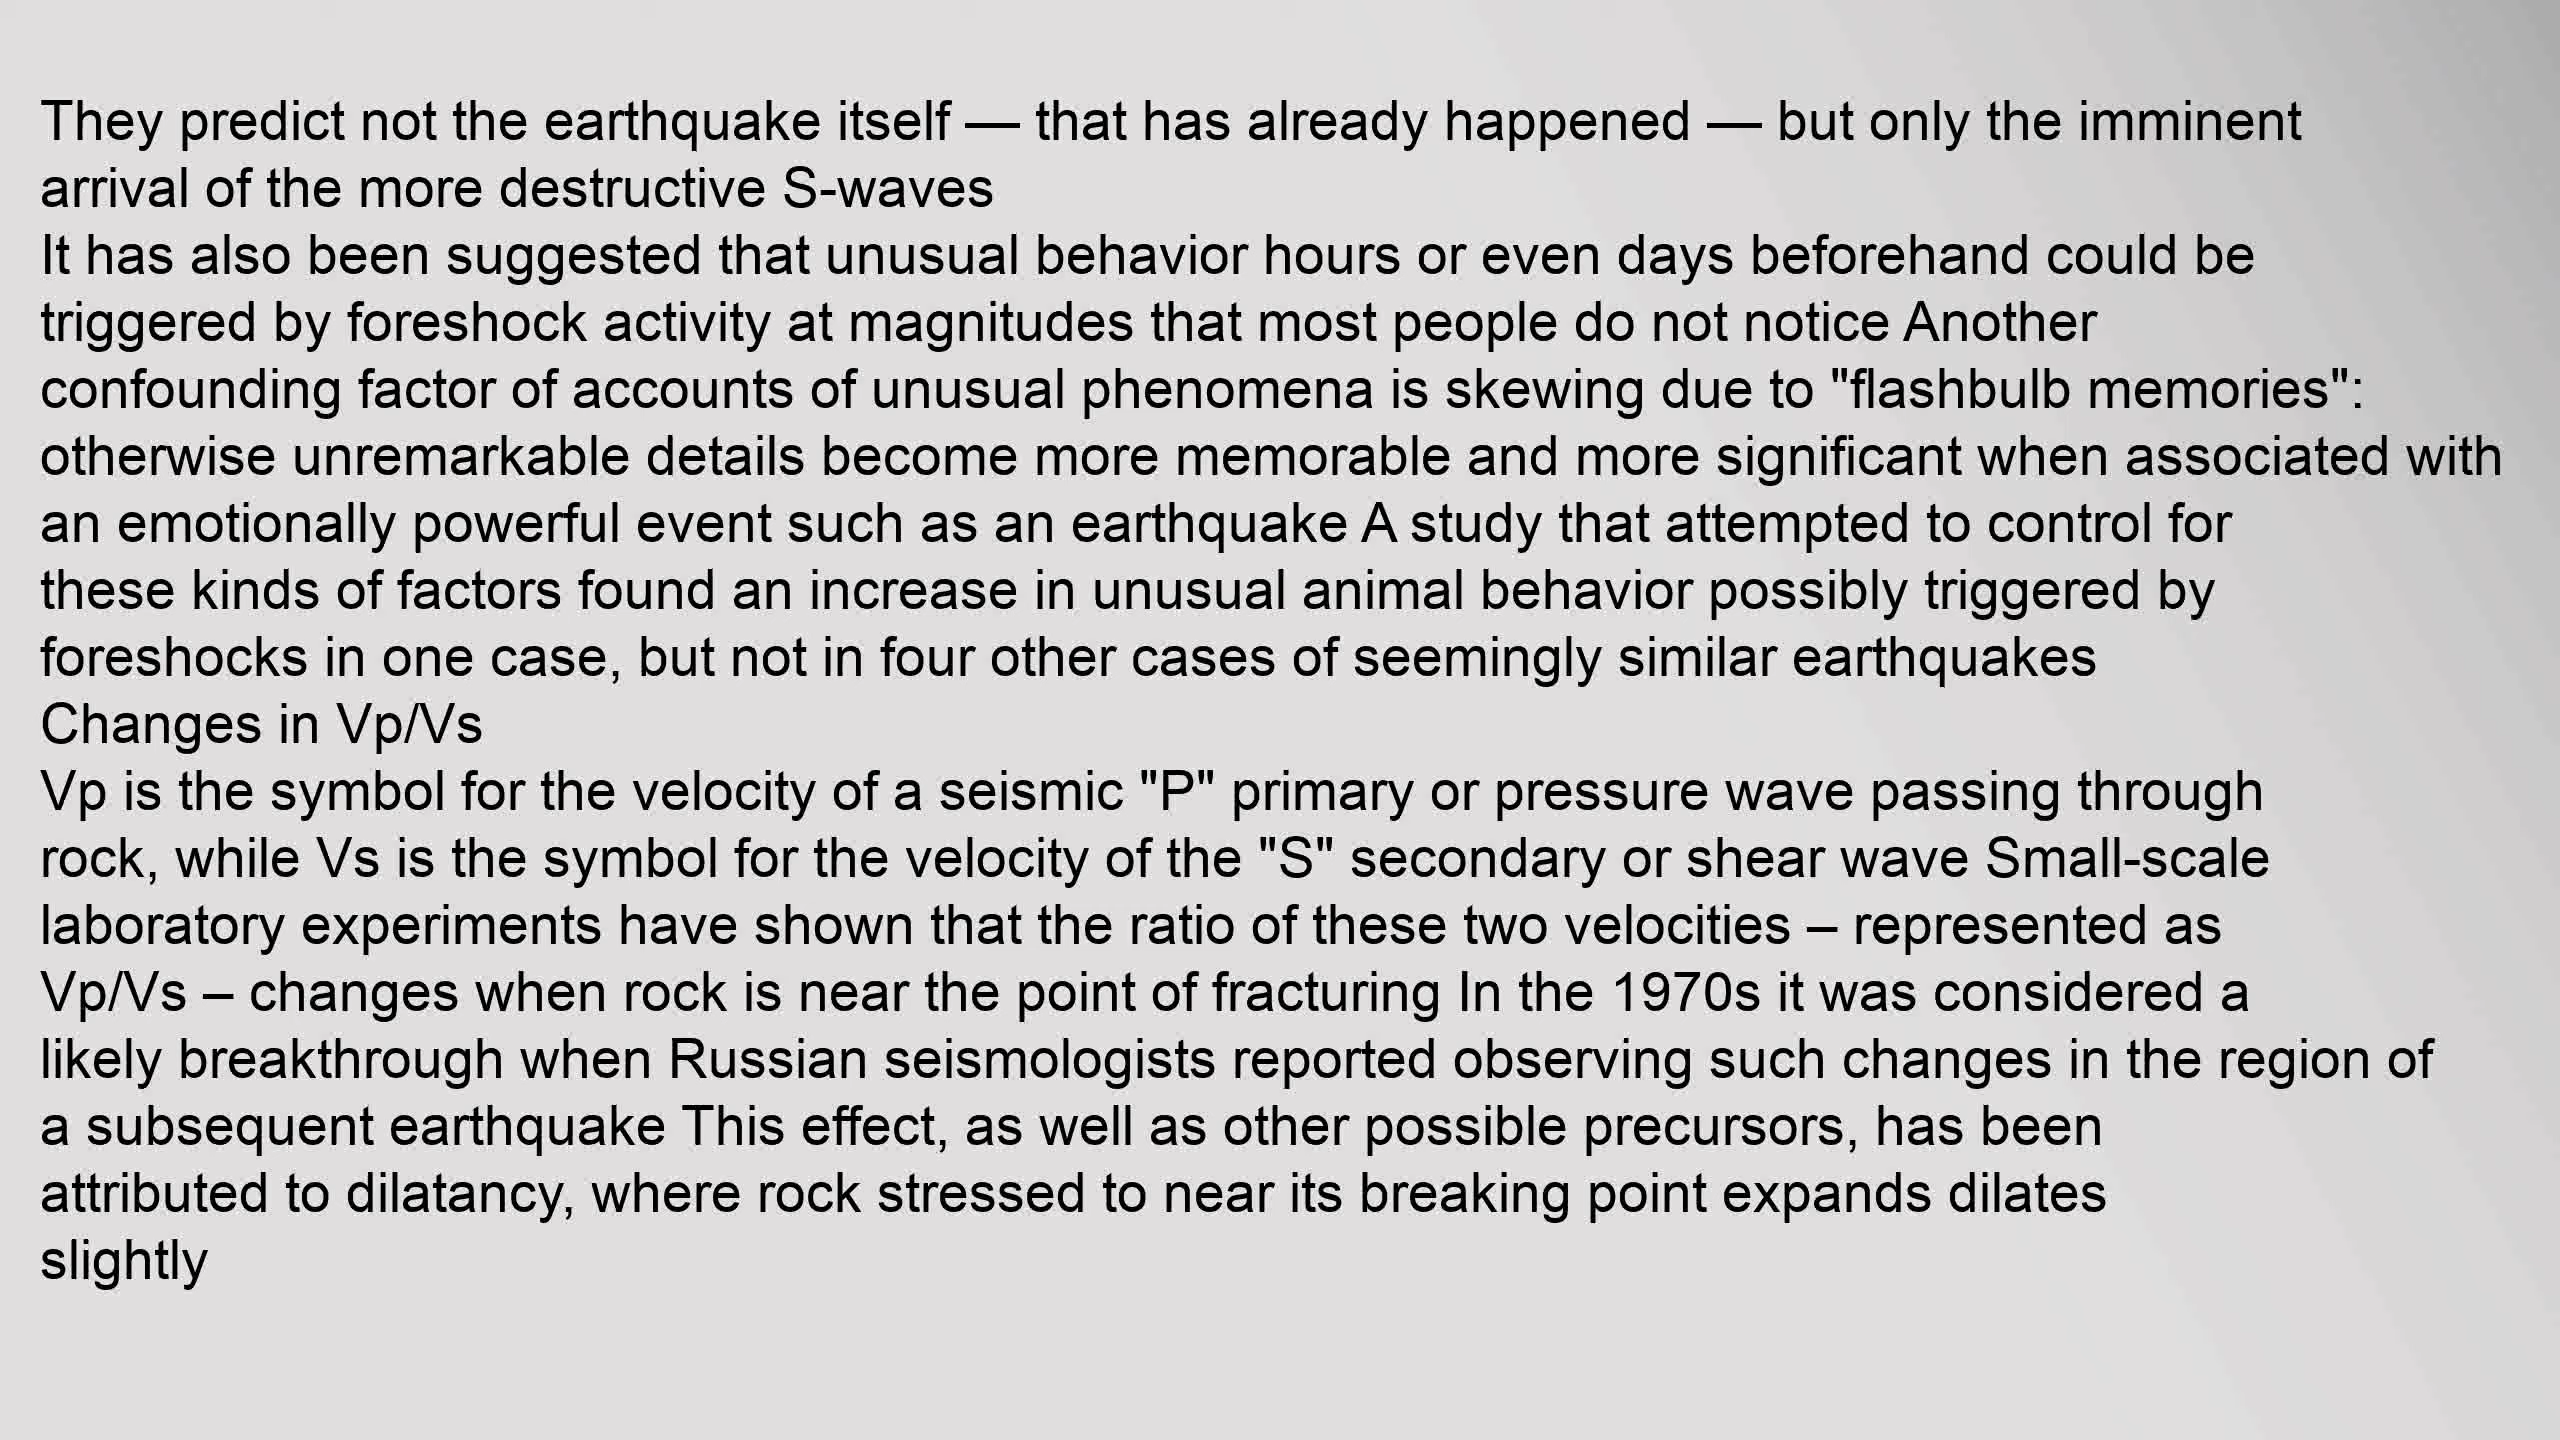 They predict not the earthquake itself — that has already happened — but only the imminent
arrival of the more destructive S-waves
It has also been suggested that unusual behavior hours or even days beforehand could be
triggered by foreshock activity at magnitudes that most people do not notice Another
confounding factor of accounts of unusual phenomena is skewing due to "flashbulb memories":
otherwise unremarkable details become more memorable and more significant when associated with
an emotionally powerful event such as an earthquake A study that attempted to control for
these kinds of factors found an increase in unusual animal behavior possibly triggered by
foreshocks in one case, but not in four other cases of seemingly similar earthquakes
Changes in Vp/Vs
Vp is the symbol for the velocity of a seismic "P" primary or pressure wave passing through
rock, while Vs is the symbol for the velocity of the "S" secondary or shear wave Small-scale
laboratory experiments have shown that the ratio of these two velocities – represented as
Vp/Vs – changes when rock is near the point of fracturing In the 1970s it was considered a
likely breakthrough when Russian seismologists reported observing such changes in the region of
a subsequent earthquake This effect, as well as other possible precursors, has been
attributed to dilatancy, where rock stressed to near its breaking point expands dilates
slightly